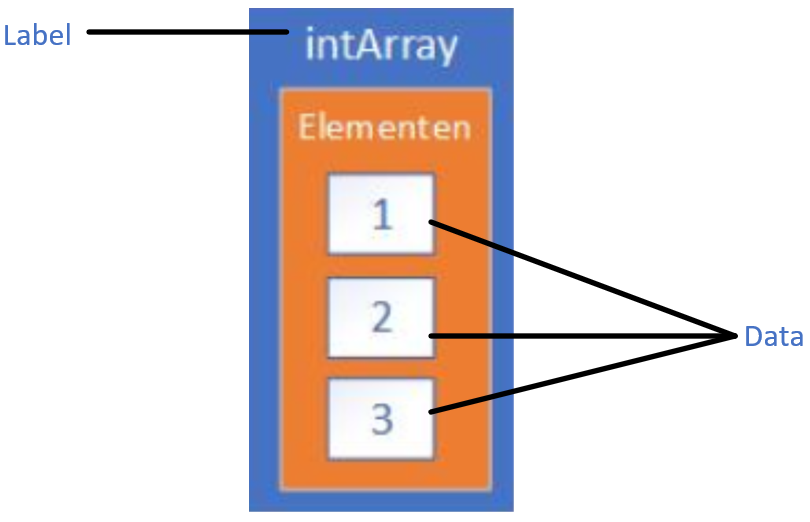 Label
intArray
Elementen
1
2
3
Data